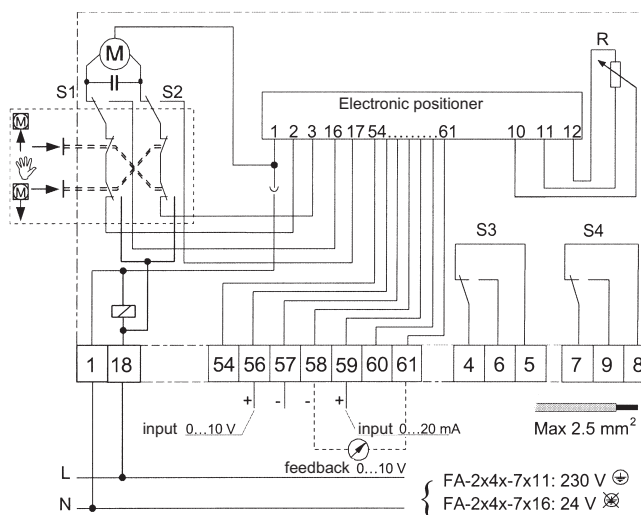 M
R
S1
S2
Electronic positioner
1 2 3 16 17 54.........61 10 11 12
M
M
S3
S4
1 18 54 56 57 58 59 60 61 4 6 5 7 9 8
+ - - +
input 0...10 V
input 0...20 mA
Max 2.5 mm²
feedback 0...10 V
L
FA-2x4x-7x11: 230 V
N
FA-2x4x-7x16: 24 V